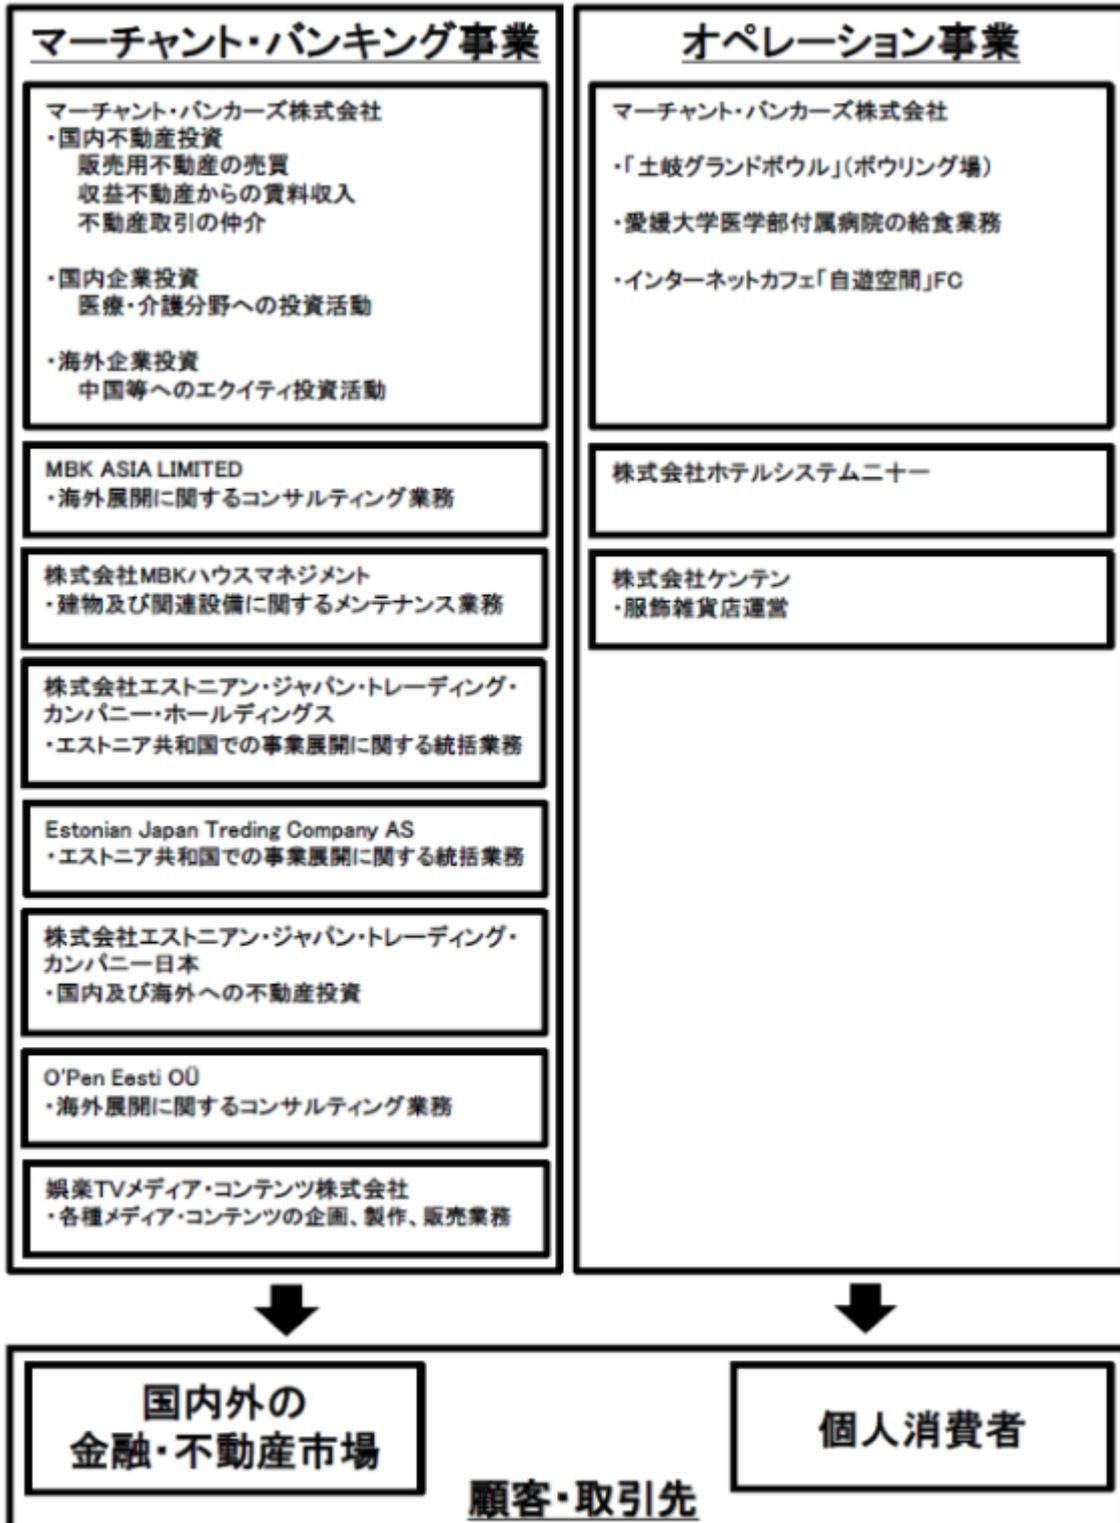 マーチャント・バンキング事業
マーチャント・バンカーズ株式会社
・国内不動産投資
販売用不動産の売買
収益不動産からの賃料収入
不動産取引の仲介
・国内企業投資
医療・介護分野への投資活動
・海外企業投資
中国等へのエクイティ投資活動
MBK ASIA LIMITED
・海外展開に関するコンサルティング業務
株式会社MBKハウスマネジメント
・建物及び関連設備に関するメンテナンス業務
株式会社エストニアン・ジャパン・トレーディング・
カンパニー・ホールディングス
・エストニア共和国での事業展開に関する統括業務
Estonian Japan Treding Company AS
・エストニア共和国での事業展開に関する統括業務
株式会社エストニアン・ジャパン・トレーディング・
カンパニー日本
・国内及び海外への不動産投資
O'Pen Eesti OÜ
・海外展開に関するコンサルティング業務
娯楽TVメディア・コンテンツ株式会社
・各種メディア・コンテンツの企画、製作、販売業務
オペレーション事業
マーチャント・バンカーズ株式会社
・「土岐グランドボウル」(ボウリング場)
・愛媛大学医学部付属病院の給食業務
・インターネットカフェ「自遊空間」FC
株式会社ホテルシステム二十一
株式会社ケンテン
・服飾雑貨店運営
国内外の
金融・不動産市場
個人消費者
顧客・取引先